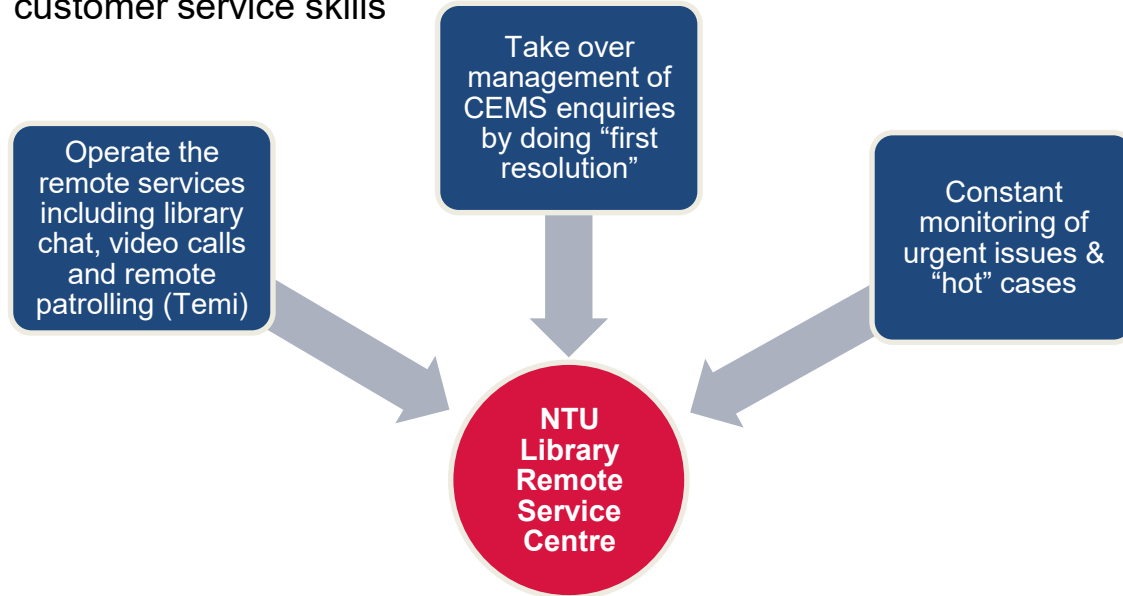 customer service skills
Take over
management of
CEMS enquiries
by doing “first
resolution”
Operate the
remote services
including library
chat, video calls
and remote
patrolling (Temi)
Constant
monitoring of
urgent issues &
“hot” cases
NTU
Library
Remote
Service
Centre